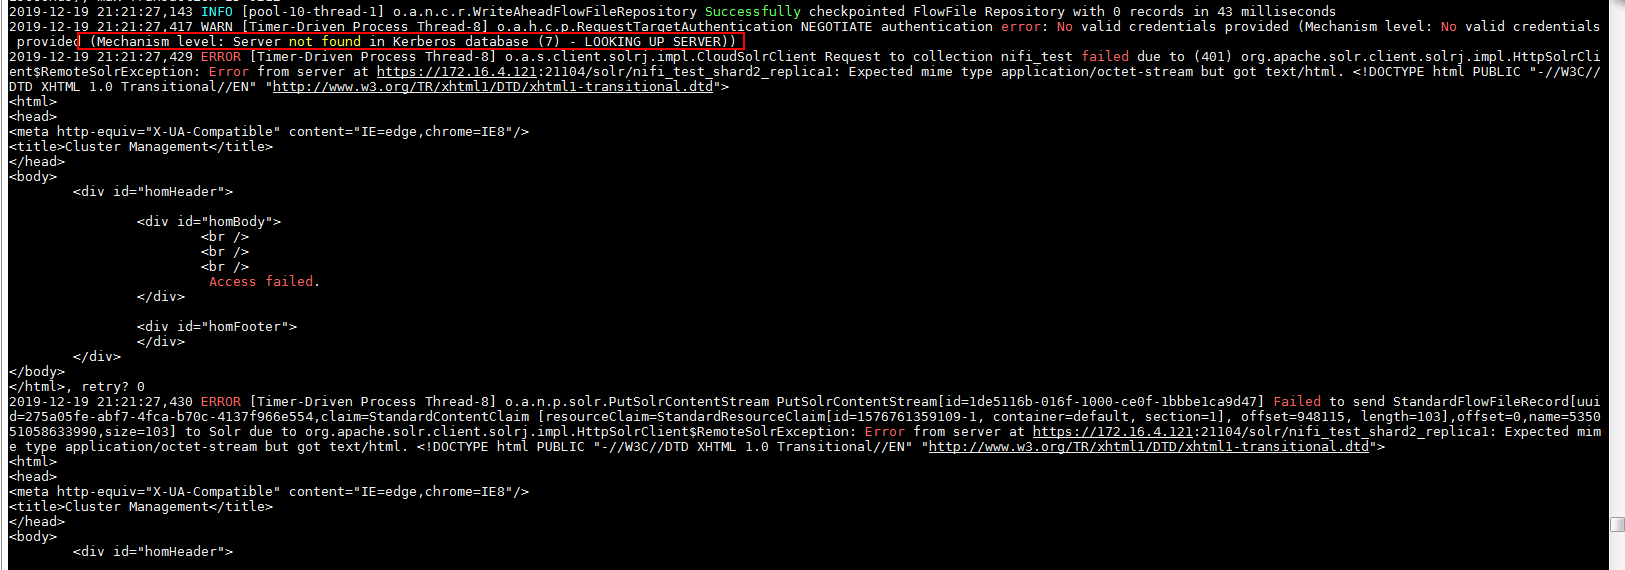 2019-12-19 21:21:27,143 INFO [pool-10-thread-1] o.a.n.c.r.WriteAheadFlowFileRepository Successfully checkpointed FlowFile Repository with 0 records in 43 milliseconds
2019-12-19 21:21:27,417 WARN [Timer-Driven Process Thread-8] o.a.h.c.p.RequestTargetAuthentication NEGOTIATE authentication error: No valid credentials provided (Mechanism level: No valid credentials
provided (Mechanism level: Server not found in Kerberos database (7) - LOOKING_UP_SERVER))
2019-12-19 21:21:27,429 ERROR [Timer-Driven Process Thread-8] o.a.s.client.solrj.impl.CloudSolrClient Request to collection nifi_test failed due to (401) org.apache.solr.client.solrj.impl.HttpSolrCli
ent$RemoteSolrException: Error from server at https://172.16.4.121:21104/solr/nifi_test_shard2_replica1: Expected mime type application/octet-stream but got text/html. <!DOCTYPE html PUBLIC "-//W3C//
DTD XHTML 1.0 Transitional//EN" "http://www.w3.org/TR/xhtml1/DTD/xhtml1-transitional.dtd">
<html>
<head>
<meta http-equiv="X-UA-Compatible" content="IE=edge,chrome=IE8"/>
<title>Cluster Management</title>
</head>
<body>
<div id="homHeader">
<div id="homBody">
<br />
<br />
<br />
Access failed.
</div>
<div id="homFooter">
</div>
</div>
</body>
</html>, retry? 0
2019-12-19 21:21:27,430 ERROR [Timer-Driven Process Thread-8] o.a.n.p.solr.PutSolrContentStream PutSolrContentStream[id=1de5116b-016f-1000-ce0f-1bbbe1ca9d47] Failed to send StandardFlowFileRecord[uui
d=275a05fe-abf7-4fca-b70c-4137f966e554,claim=StandardContentClaim [resourceClaim=StandardResourceClaim[id=1576761359109-1, container=default, section=1], offset=948115, length=103],offset=0,name=5350
51058633990,size=103] to Solr due to org.apache.solr.client.solrj.impl.HttpSolrClient$RemoteSolrException: Error from server at https://172.16.4.121:21104/solr/nifi_test_shard2_replica1: Expected mim
e type application/octet-stream but got text/html. <!DOCTYPE html PUBLIC "-//W3C//DTD XHTML 1.0 Transitional//EN" "http://www.w3.org/TR/xhtml1/DTD/xhtml1-transitional.dtd">
<html>
<head>
<meta http-equiv="X-UA-Compatible" content="IE=edge,chrome=IE8"/>
<title>Cluster Management</title>
</head>
<body>
<div id="homHeader">